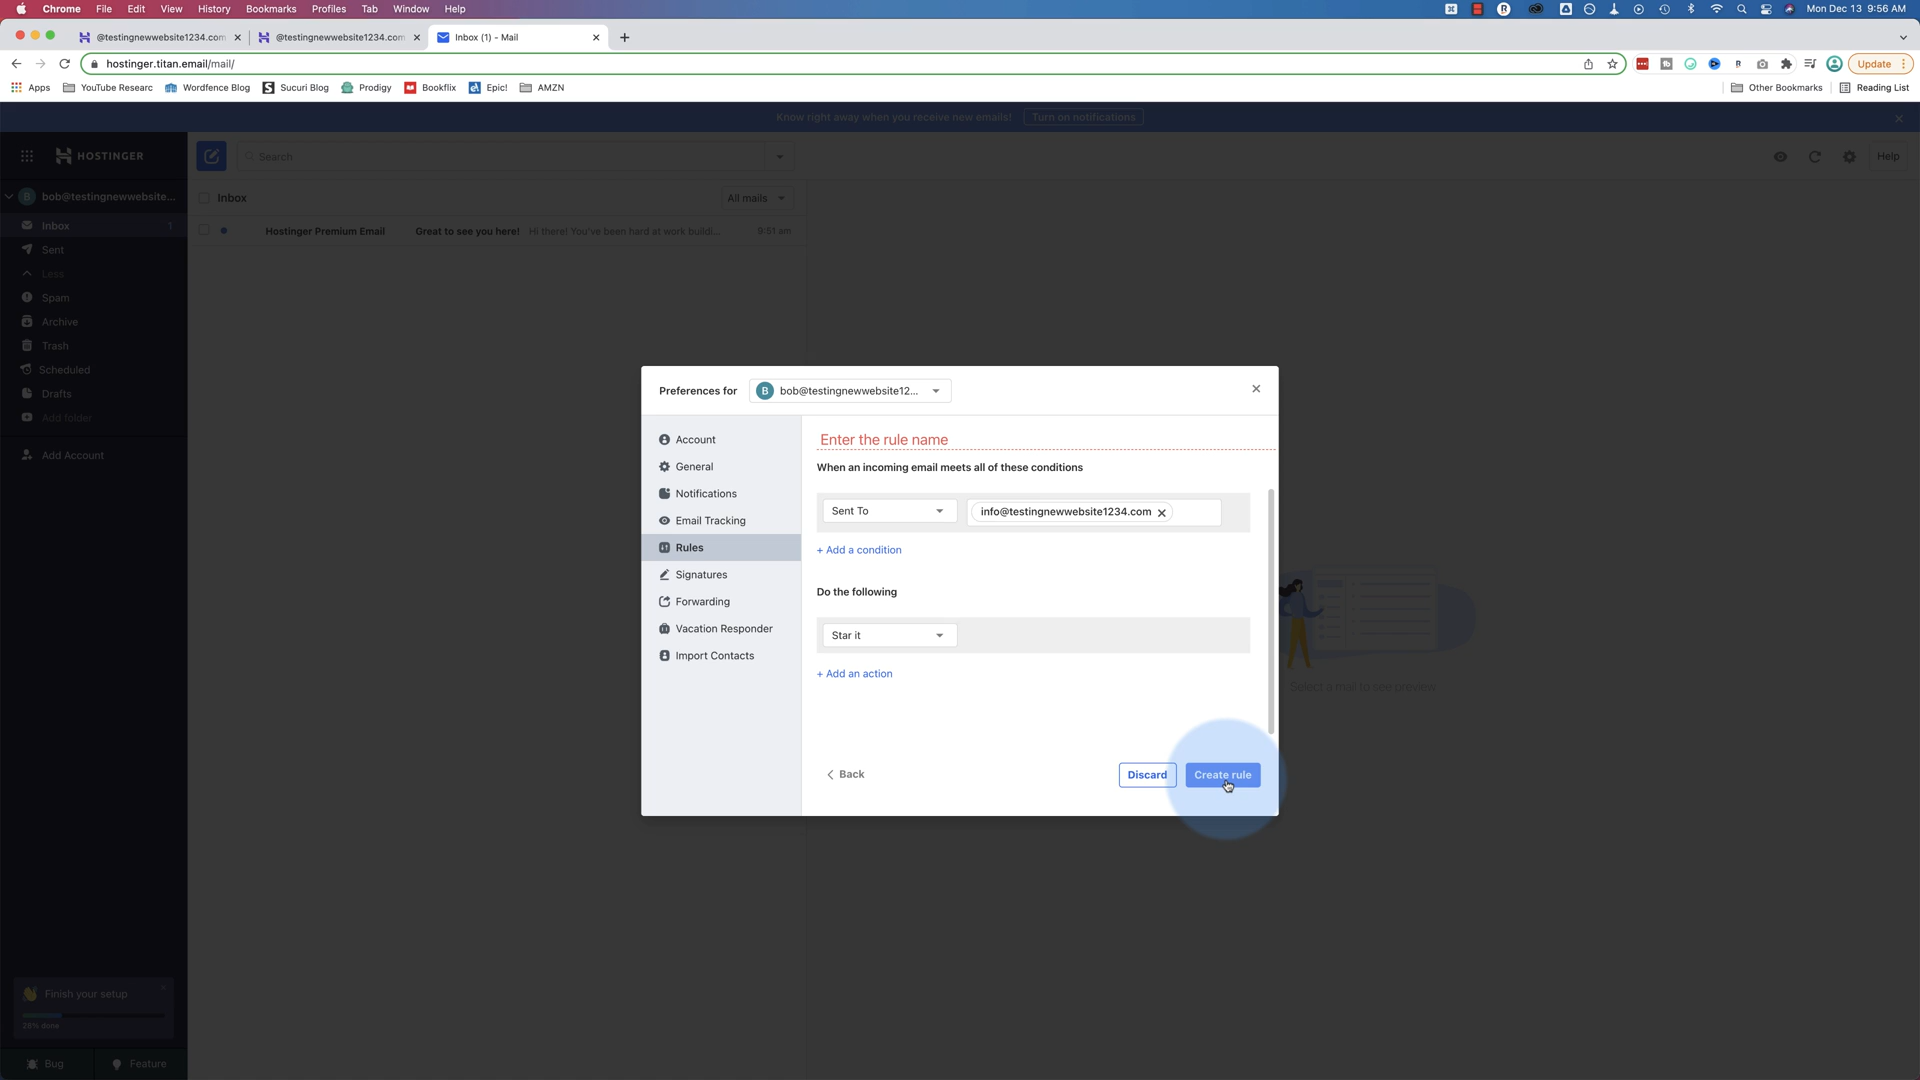 Chrome File Edit View History Bookmarks Profiles Tab Window Help
Mon Dec 13 9:56 AM
@testingnewwebsite1234.com
@testingnewwebsite1234.com
Inbox (1) - Mail
hostinger.titan.email/mail/
Update
Apps YouTube Researc Wordfence Blog Sucuri Blog Prodigy Bookflix Epic! AMZN
Other Bookmarks Reading List
Know right away when you receive new emails! Turn on notifications
HOSTINGER
Search
Help
B bob@testingnewwebsite...
Inbox 1
Sent
Less
Spam
Archive
Trash
Scheduled
Drafts
Add folder
Add Account
Inbox All mails
Hostinger Premium Email Great to see you here! Hi there! You've been hard at work buildi... 9:51 am
Preferences for B bob@testingnewwebsite12...
Account
General
Notifications
Email Tracking
Rules
Signatures
Forwarding
Vacation Responder
Import Contacts
Enter the rule name
When an incoming email meets all of these conditions
Sent To info@testingnewwebsite1234.com
+ Add a condition
Do the following
Star it
+ Add an action
Back Discard Create rule
Select a mail to see preview
Finish your setup
28% done
Bug Feature